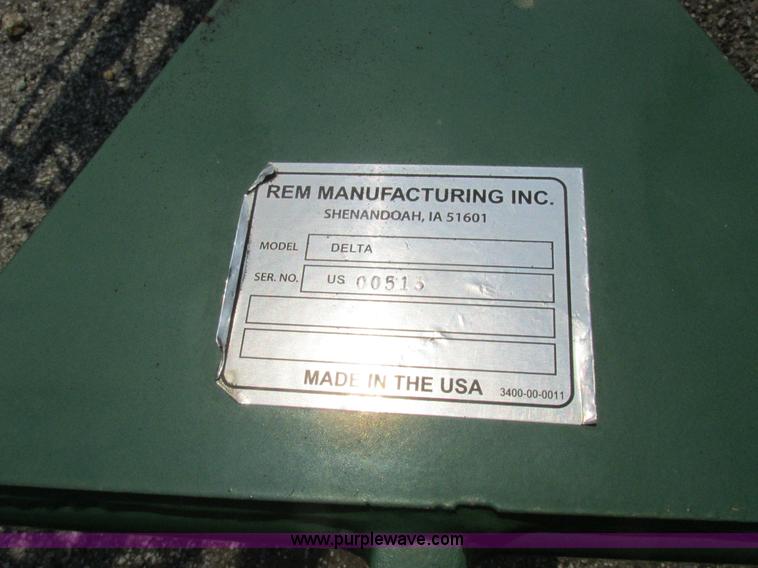 REM MANUFACTURING INC.
SHENANDOAH, IA 51601
MODEL DELTA
SER. NO. US 00515
MADE IN THE USA 3400-00-0011
www.purplewave.com